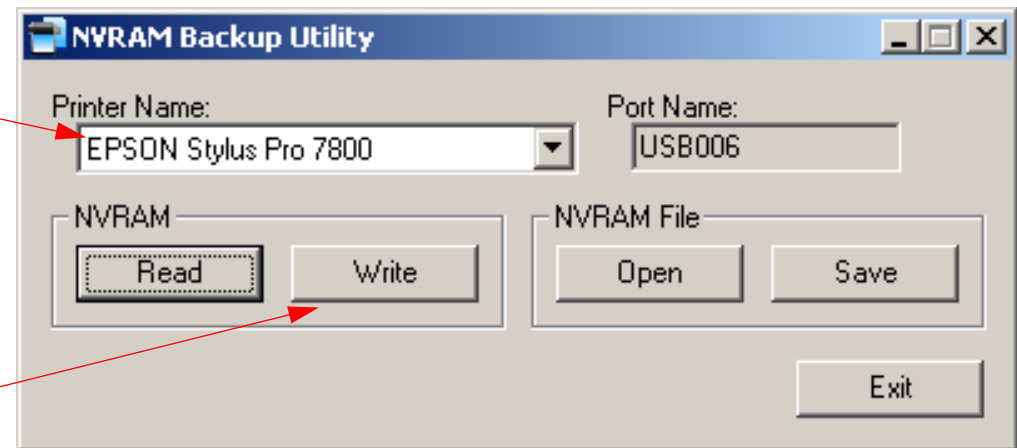 NVRAM Backup Utility
Printer Name: Port Name:
EPSON Stylus Pro 7800 USB006
NVRAM NVRAM File
Read Write Open Save
Exit